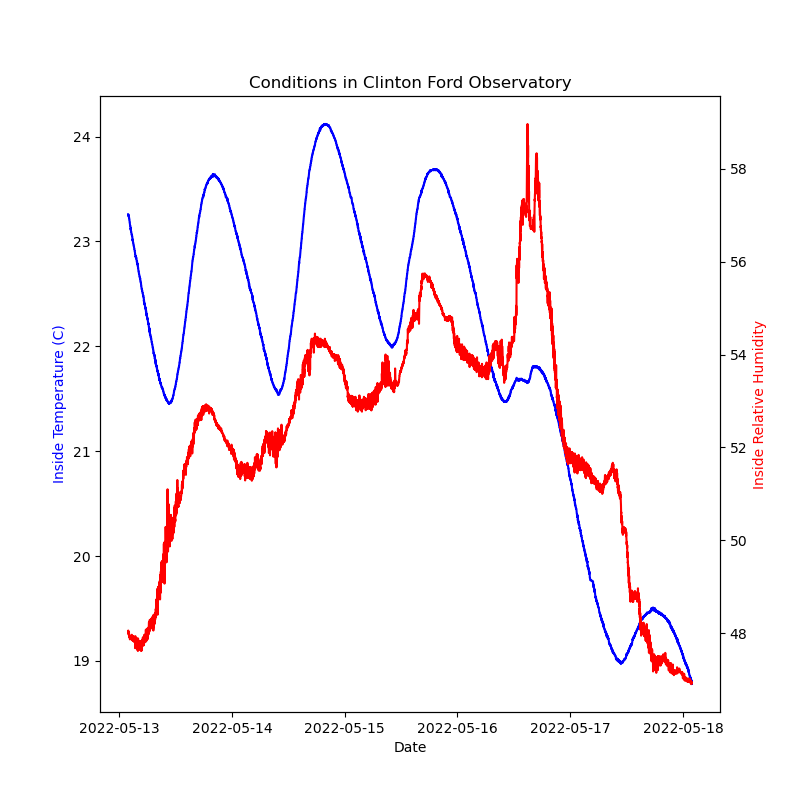 Conditions in Clinton Ford Observatory
Inside Temperature (C)
24
23
22
21
20
19
58
56
54
52
50
48
Inside Relative Humidity
2022-05-13 2022-05-14 2022-05-15 2022-05-16 2022-05-17 2022-05-18
Date